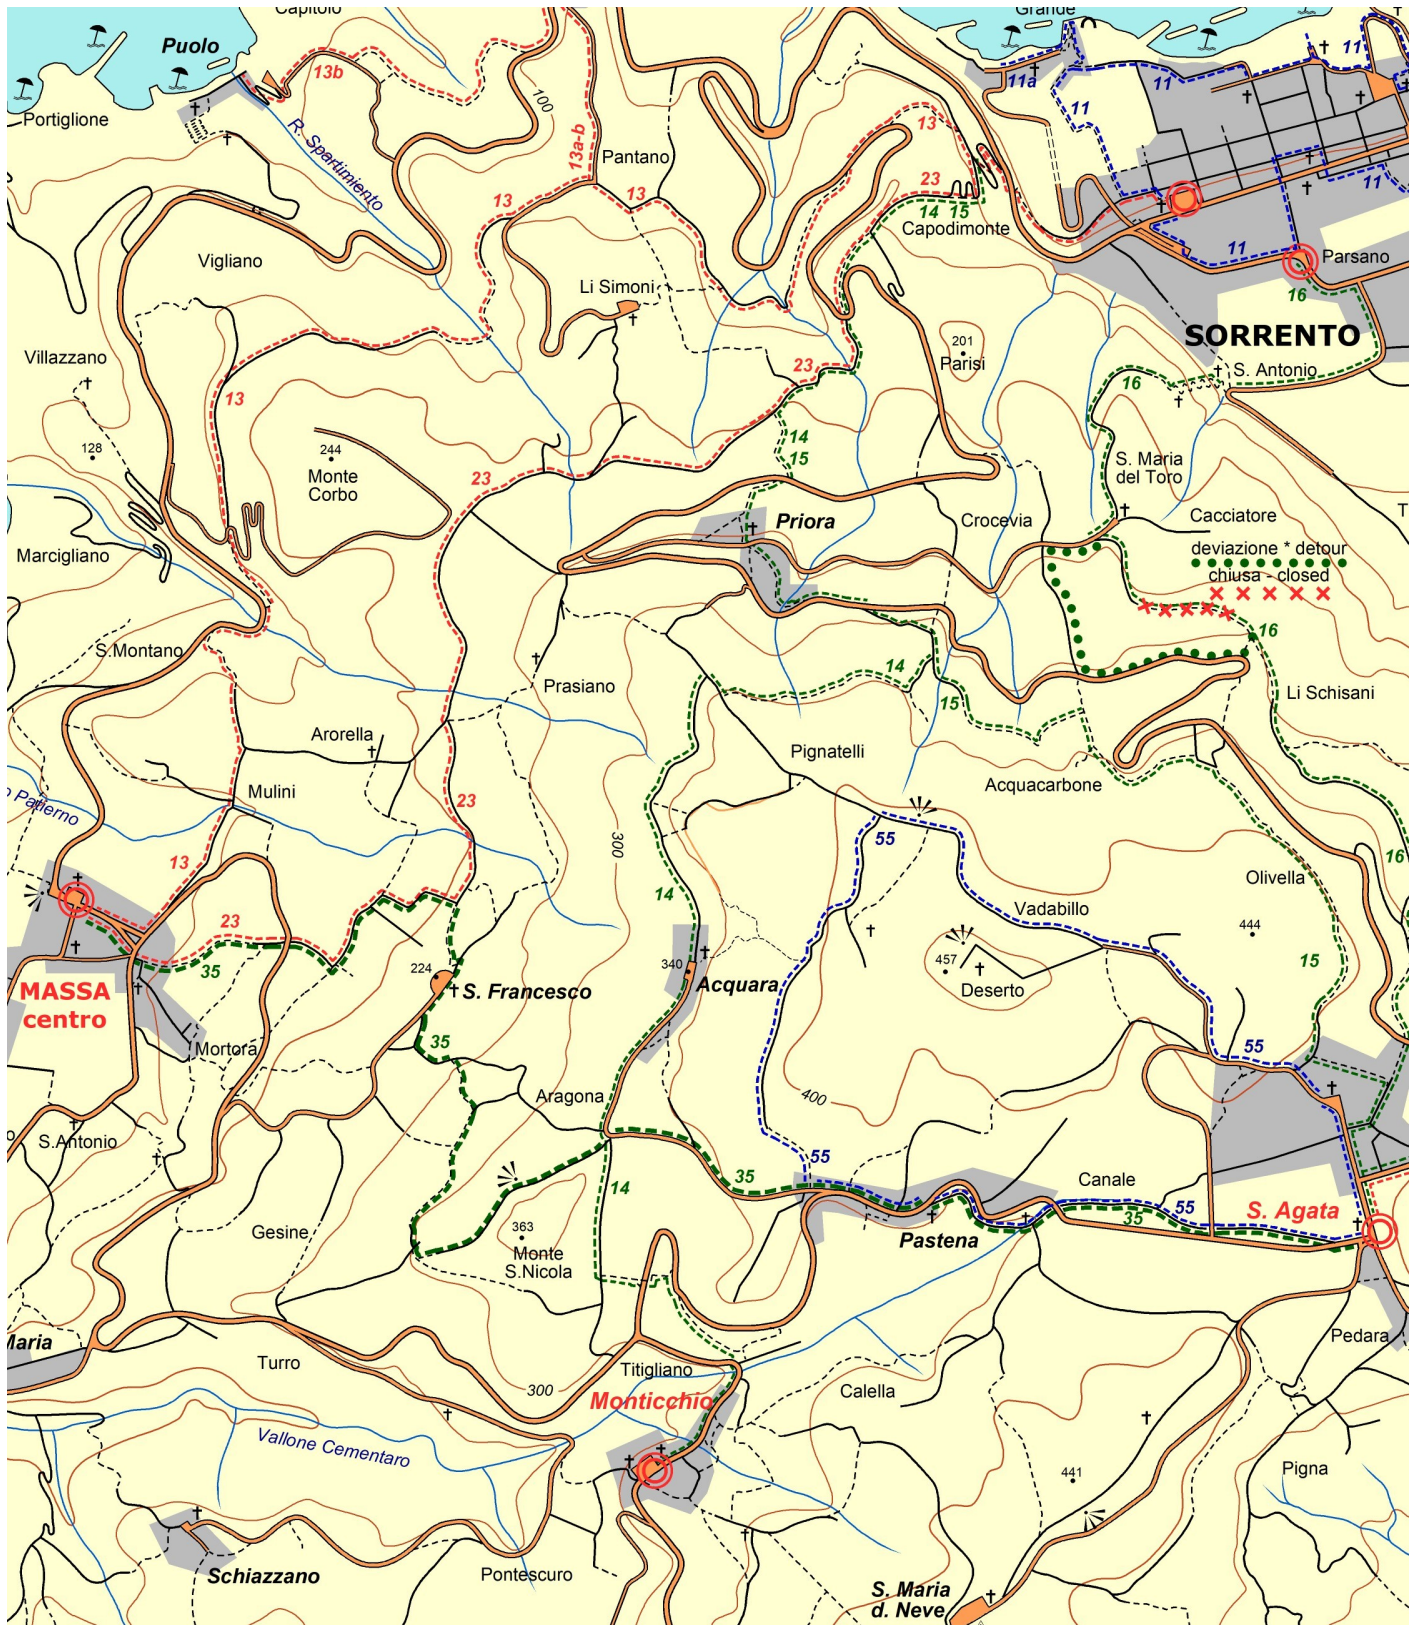 Capitolo
Grande
Puolo
13b
11
11
11a
11
100
Portiglione
R. Spartimiento
13a-b
Pantano
13
11
13
13
23
14 15
Capodimonte
11
Parsano
Vigliano
16
Li Simoni
SORRENTO
201
Parisi
Villazzano
23
16
S. Antonio
13
14
128
244
Monte
Corbo
15
23
S. Maria
del Toro
Priora
Crocevia
Cacciatore
Marcigliano
deviazione * detour
chiusa - closed
16
S.Montano
14
Prasiano
15
Li Schisani
Arorella
Pignatelli
Acquacarbone
Mulini
23
300
55
13
16
14
Olivella
Vadabillo
23
444
35
340
457
15
224
Acquara
Deserto
S. Francesco
MASSA
centro
35
55
Mortora
Aragona
400
S.Antonio
55
35
14
Canale
55
35
S. Agata
Gesine
363
Monte
S.Nicola
Pastena
Pedara
Turro
Titigliano
300
Calella
Monticchio
Vallone Cementaro
441
Pigna
Schiazzano
Pontescuro
S. Maria
d. Neve